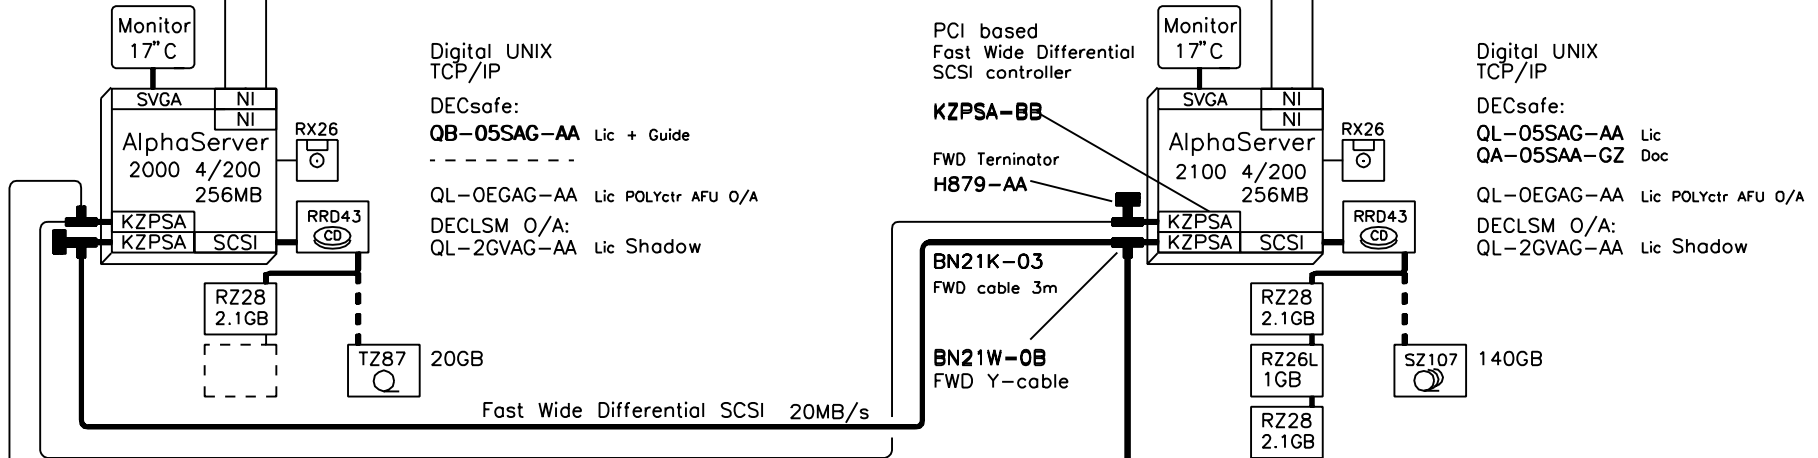 Monitor
17"C
SVGA
NI
NI
AlphaServer
2000 4/200
256MB
KZPSA
KZPSA
SCSI
RX26
RRD43
CD
RZ28
2.1GB
TZ87
20GB
Digital UNIX
TCP/IP
DECsafe:
QB-05SAG-AA Lic + Guide
QL-0EGAG-AA Lic POLYctr AFU O/A
DECLSM O/A:
QL-2GVAG-AA Lic Shadow
Fast Wide Differential SCSI 20MB/s
PCI based
Fast Wide Differential
SCSI controller
KZPSA-BB
FWD Terninator
H879-AA
BN21K-03
FWD cable 3m
BN21W-0B
FWD Y-cable
Monitor
17"C
SVGA
NI
NI
AlphaServer
2100 4/200
256MB
KZPSA
KZPSA
SCSI
RX26
RRD43
CD
RZ28
2.1GB
RZ26L
1GB
RZ28
2.1GB
SZ107
140GB
Digital UNIX
TCP/IP
DECsafe:
QL-05SAG-AA Lic
QA-05SAA-GZ Doc
QL-0EGAG-AA Lic POLYctr AFU O/A
DECLSM O/A:
QL-2GVAG-AA Lic Shadow